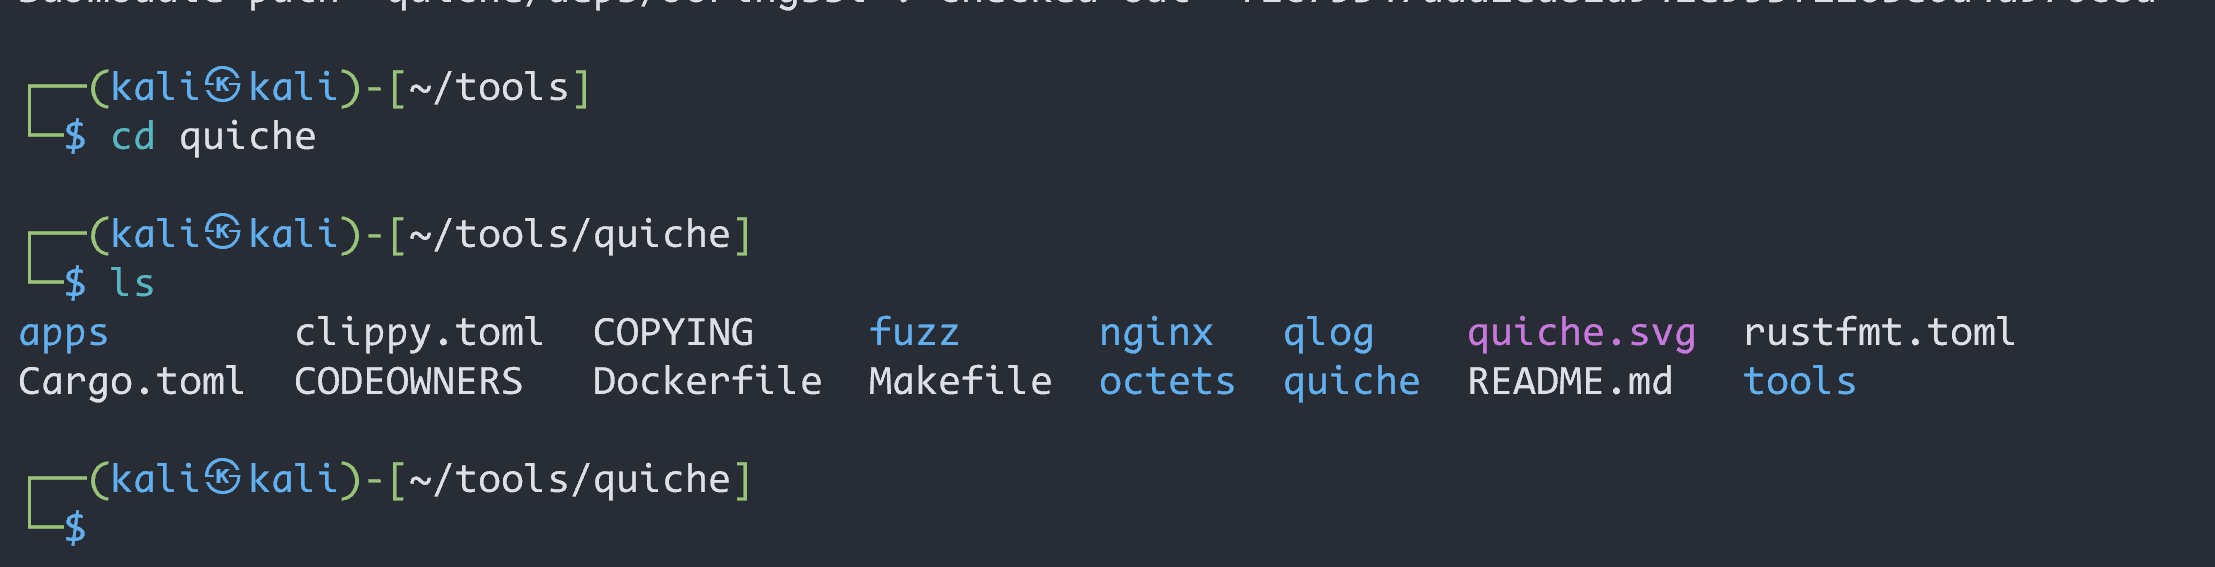 ┌──(kali㉿kali)-[~/tools]
└─$ cd quiche
┌──(kali㉿kali)-[~/tools/quiche]
└─$ ls
apps clippy.toml COPYING fuzz nginx qlog quiche.svg rustfmt.toml
Cargo.toml CODEOWNERS Dockerfile Makefile octets quiche README.md tools
┌──(kali㉿kali)-[~/tools/quiche]
└─$